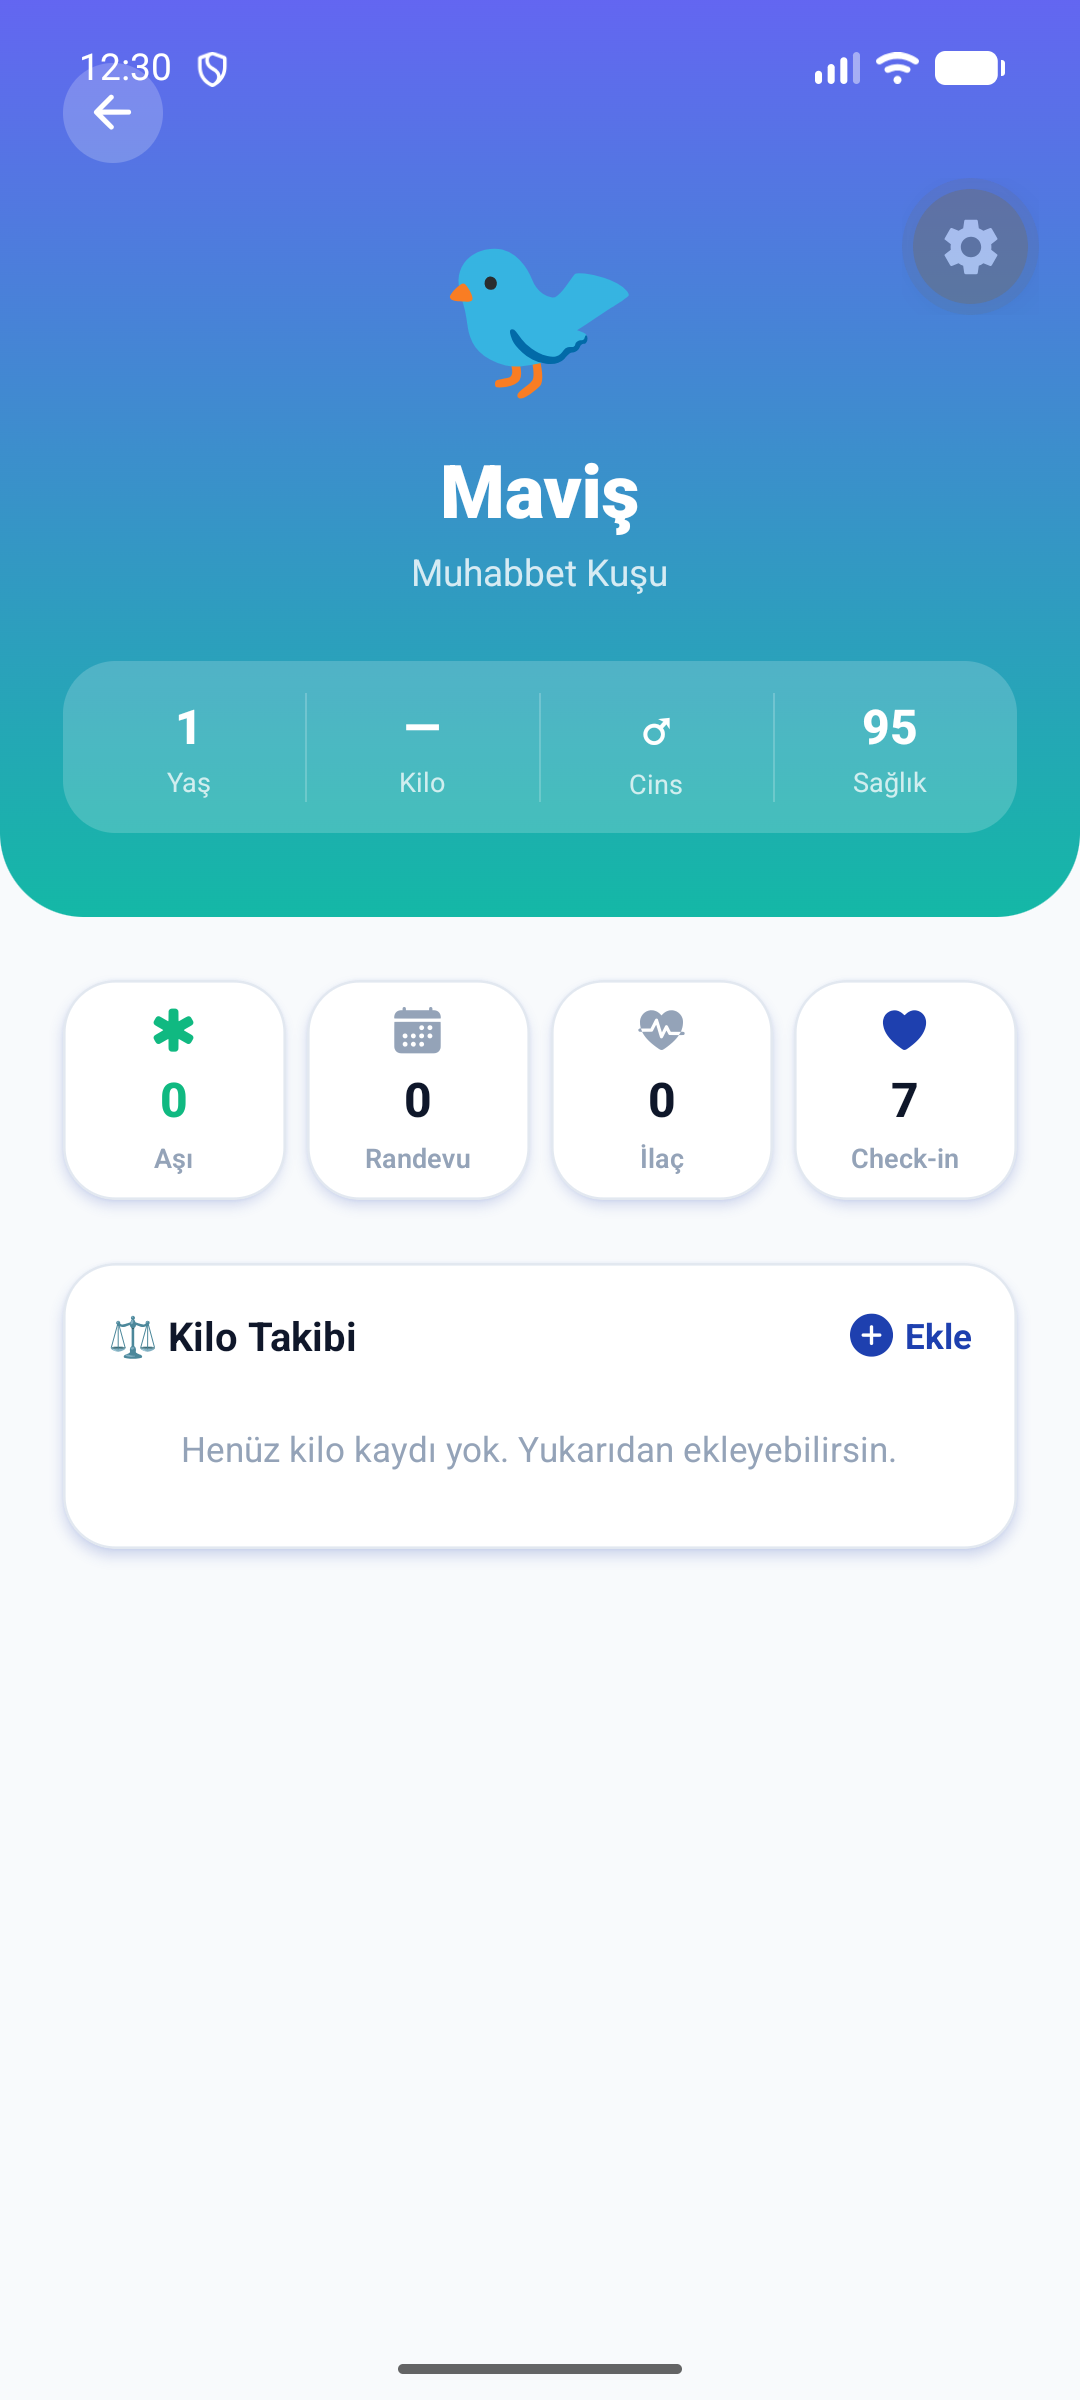 12:30
Maviş
Muhabbet Kuşu
1
Yaş
—
Kilo
♂
Cins
95
Sağlık
0
Aşı
0
Randevu
0
İlaç
7
Check-in
Kilo Takibi
Ekle
Henüz kilo kaydı yok. Yukarıdan ekleyebilirsin.